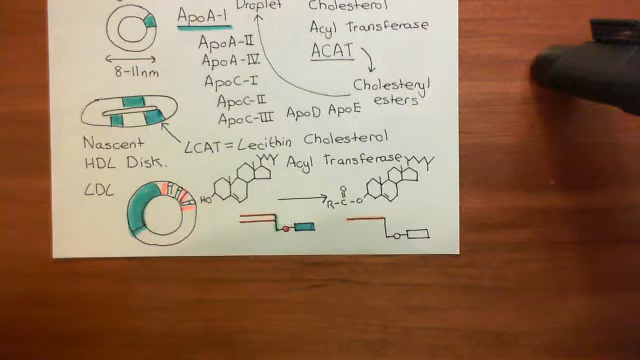 Droplet
Cholesterol
ApoA-I
Acyl Transferase
ApoA-II
ACAT
ApoA-IV
8-11nm
ApoC-I
Cholesteryl
esters
ApoC-II
ApoC-III ApoD ApoE
Nascent
HDL Disk.
LCAT = Lecithin Cholesterol
Acyl Transferase
LDL
HO
O
R-C-O